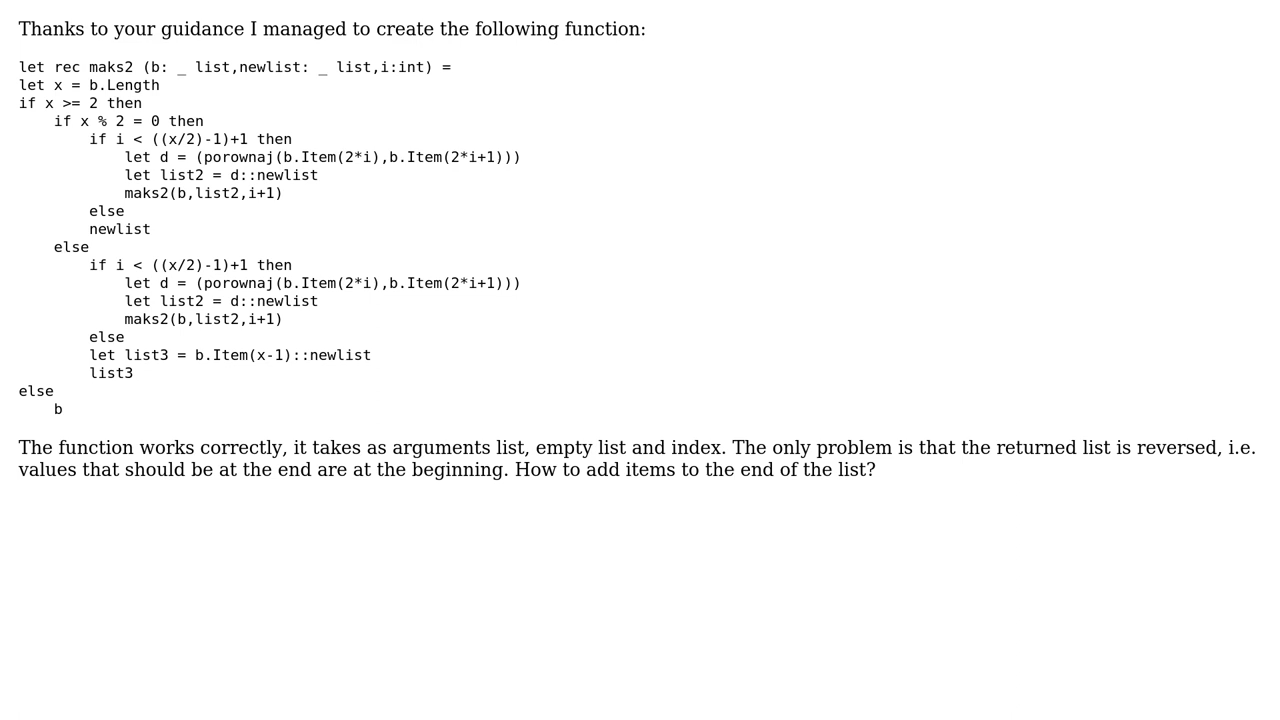 Thanks to your guidance I managed to create the following function:
let rec maks2 (b: _ list,newlist: _ list,i:int) =
let x = b.Length
if x >= 2 then
    if x % 2 = 0 then
        if i < ((x/2)-1)+1 then
            let d = (porownaj(b.Item(2*i),b.Item(2*i+1)))
            let list2 = d::newlist
            maks2(b,list2,i+1)
        else
        newlist
    else
        if i < ((x/2)-1)+1 then
            let d = (porownaj(b.Item(2*i),b.Item(2*i+1)))
            let list2 = d::newlist
            maks2(b,list2,i+1)
        else
        let list3 = b.Item(x-1)::newlist
        list3
else
    b
The function works correctly, it takes as arguments list, empty list and index. The only problem is that the returned list is reversed, i.e.
values that should be at the end are at the beginning. How to add items to the end of the list?